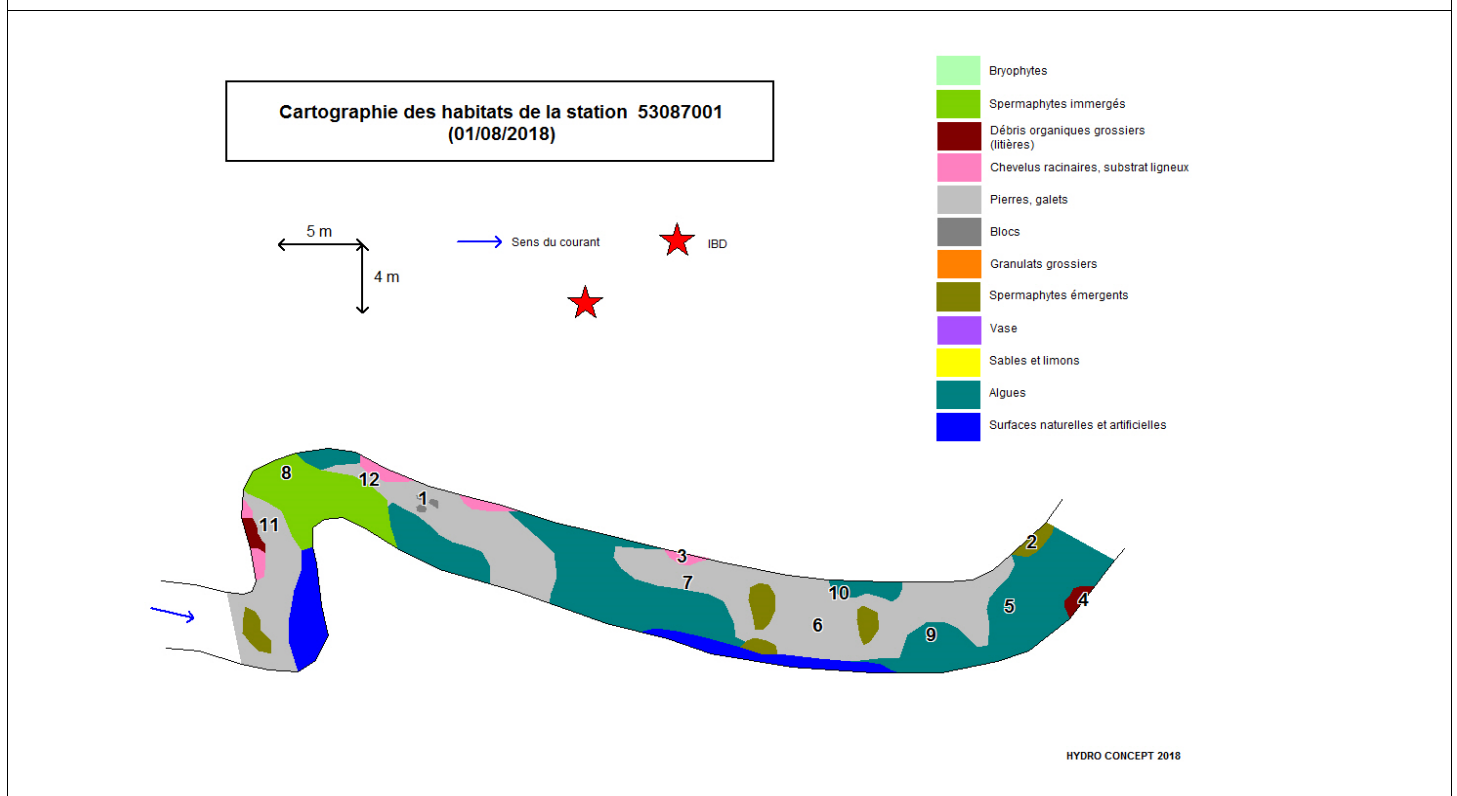 Cartographie des habitats de la station 53087001
(01/08/2018)
5 m
4 m
Sens du courant
IBD
Bryophytes
Spermaphytes immergés
Débris organiques grossiers
(litières)
Chevelus racinaires, substrat ligneux
Pierres, galets
Blocs
Granulats grossiers
Spermaphytes émergents
Vase
Sables et limons
Algues
Surfaces naturelles et artificielles
8
12
1
11
2
3
7
10
4
5
6
9
HYDRO CONCEPT 2018